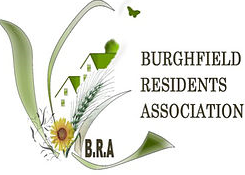 BURGHFIELD
RESIDENTS
ASSOCIATION
B.R.A